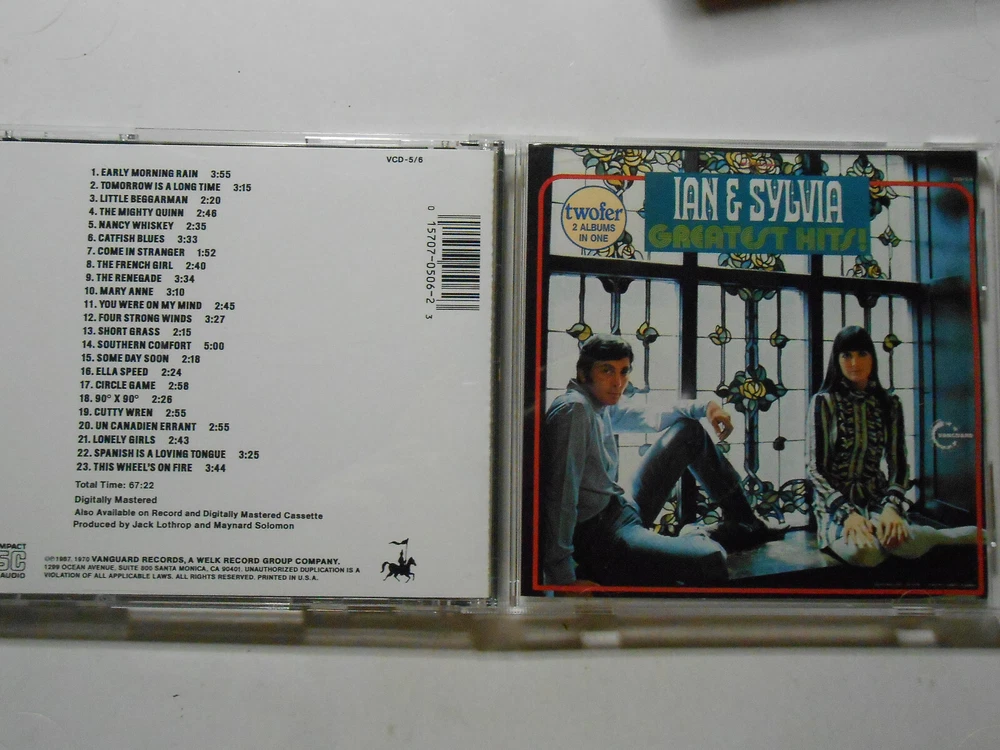 VCD-5/6
1. EARLY MORNING RAIN 3:55
2. TOMORROW IS A LONG TIME 3:15
3. LITTLE BEGGARMAN 2:20
4. THE MIGHTY QUINN 2:46
5. NANCY WHISKEY 2:35
6. CATFISH BLUES 3:33
7. COME IN STRANGER 1:52
8. THE FRENCH GIRL 2:40
9. THE RENEGADE 3:34
10. MARY ANNE 3:10
11. YOU WERE ON MY MIND 2:45
12. FOUR STRONG WINDS 3:27
13. SHORT GRASS 2:15
14. SOUTHERN COMFORT 5:00
15. SOME DAY SOON 2:18
16. ELLA SPEED 2:24
17. CIRCLE GAME 2:58
18. 90° X 90° 2:26
19. CUTTY WREN 2:55
20. UN CANADIEN ERRANT 2:55
21. LONELY GIRLS 2:43
22. SPANISH IS A LOVING TONGUE 3:25
23. THIS WHEEL'S ON FIRE 3:44
Total Time: 67:22
Digitally Mastered
Also Available on Record and Digitally Mastered Cassette
Produced by Jack Lothrop and Maynard Solomon
©℗ 1987, 1970 VANGUARD RECORDS, A WELK RECORD GROUP COMPANY.
1299 OCEAN AVENUE, SUITE 800 SANTA MONICA, CA 90401. UNAUTHORIZED DUPLICATION IS A
VIOLATION OF ALL APPLICABLE LAWS. ALL RIGHTS RESERVED. PRINTED IN U.S.A.
MPACT
AUDIO
0 15707-0506-2 3
IAN & SYLVIA
GREATEST HITS!
twofer
2 ALBUMS
IN ONE
VANGUARD